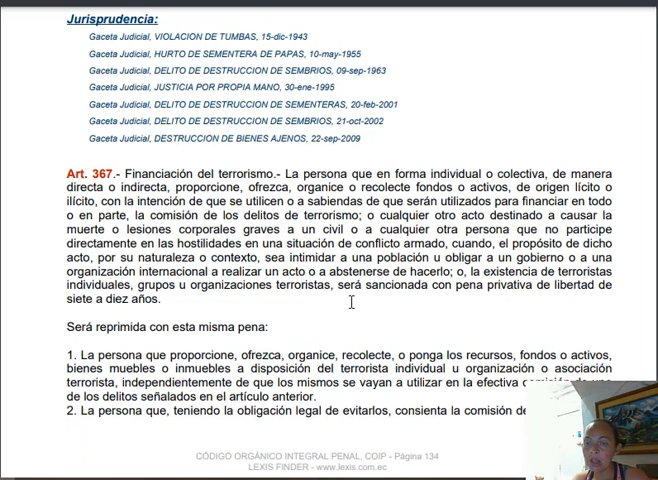 Jurisprudencia:
Gaceta Judicial, VIOLACION DE TUMBAS, 15-dic-1943
Gaceta Judicial, HURTO DE SEMENTERA DE PAPAS, 10-may-1955
Gaceta Judicial, DELITO DE DESTRUCCION DE SEMBRIOS, 09-sep-1963
Gaceta Judicial, JUSTICIA POR PROPIA MANO, 30-ene-1995
Gaceta Judicial, DELITO DE DESTRUCCION DE SEMENTERAS, 20-feb-2001
Gaceta Judicial, DELITO DE DESTRUCCION DE SEMBRIOS, 21-oct-2002
Gaceta Judicial, DESTRUCCION DE BIENES AJENOS, 22-sep-2009
Art. 367.- Financiación del terrorismo.- La persona que en forma individual o colectiva, de manera
directa o indirecta, proporcione, ofrezca, organice o recolecte fondos o activos, de origen lícito o
ilícito, con la intención de que se utilicen o a sabiendas de que serán utilizados para financiar en todo
o en parte, la comisión de los delitos de terrorismo; o cualquier otro acto destinado a causar la
muerte o lesiones corporales graves a un civil o a cualquier otra persona que no participe
directamente en las hostilidades en una situación de conflicto armado, cuando, el propósito de dicho
acto, por su naturaleza o contexto, sea intimidar a una población u obligar a un gobierno o a una
organización internacional a realizar un acto o a abstenerse de hacerlo; o, la existencia de terroristas
individuales, grupos u organizaciones terroristas, será sancionada con pena privativa de libertad de
siete a diez años.
Será reprimida con esta misma pena:
1. La persona que proporcione, ofrezca, organice, recolecte, o ponga los recursos, fondos o activos,
bienes muebles o inmuebles a disposición del terrorista individual u organización o asociación
terrorista, independientemente de que los mismos se vayan a utilizar en la efectiva
de los delitos señalados en el artículo anterior.
2. La persona que, teniendo la obligación legal de evitarlos, consienta la comisión de
CÓDIGO ORGÁNICO INTEGRAL PENAL, COIP - Página 134
LEXIS FINDER - www.lexis.com.ec